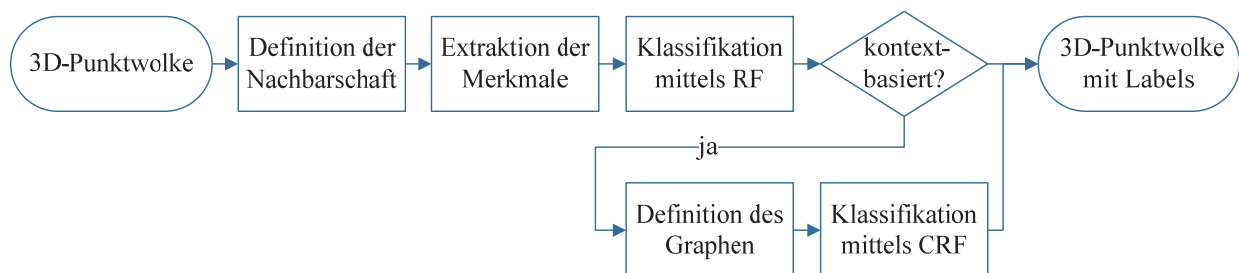 3D-Punktwolke
Definition der
Nachbarschaft
Extraktion der
Merkmale
Klassifikation
mittels RF
kontext-
basiert?
3D-Punktwolke
mit Labels
ja
Definition des
Graphen
Klassifikation
mittels CRF